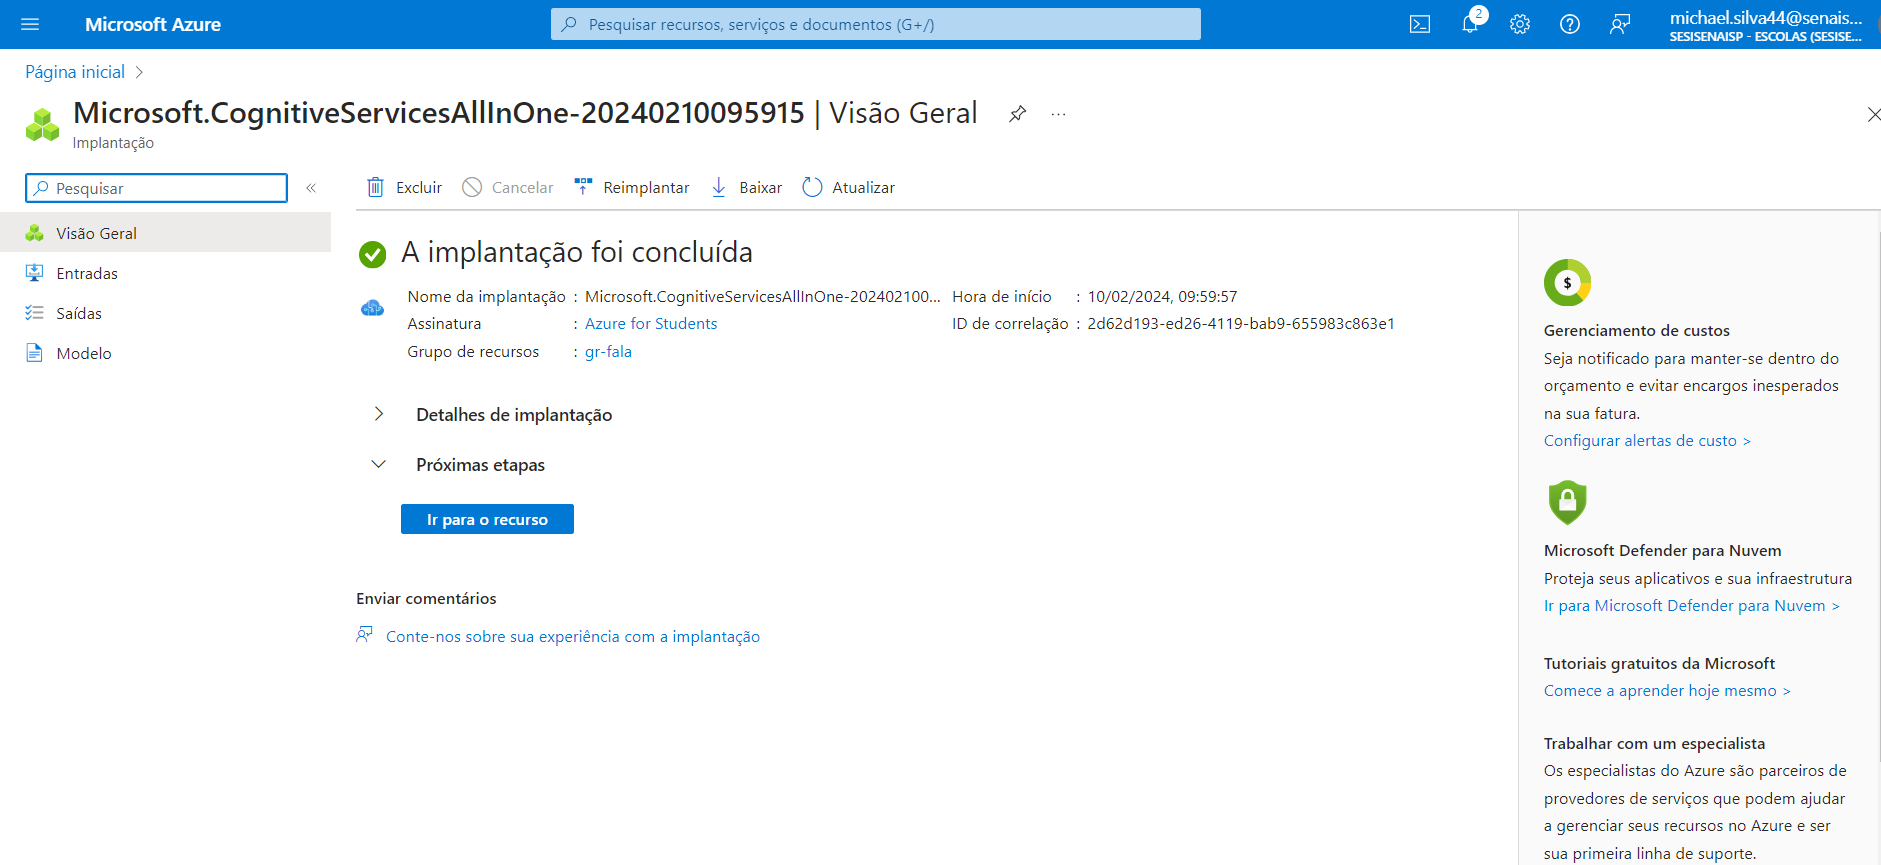 Microsoft Azure
Pesquisar recursos, serviços e documentos (G+/)
2
michael.silva44@senais...
SESISENAISP - ESCOLAS (SESISE...
Página inicial
Microsoft.CognitiveServicesAllInOne-20240210095915 | Visão Geral
...
Implantação
Pesquisar
«
Excluir
Cancelar
Reimplantar
Baixar
Atualizar
Visão Geral
Entradas
Saídas
Modelo
A implantação foi concluída
Nome da implantação : Microsoft.CognitiveServicesAllInOne-202402100...
Assinatura : Azure for Students
Grupo de recursos : gr-fala
Hora de início : 10/02/2024, 09:59:57
ID de correlação : 2d62d193-ed26-4119-bab9-655983c863e1
Detalhes de implantação
Próximas etapas
Ir para o recurso
Enviar comentários
Conte-nos sobre sua experiência com a implantação
$
Gerenciamento de custos
Seja notificado para manter-se dentro do
orçamento e evitar encargos inesperados
na sua fatura.
Configurar alertas de custo >
Microsoft Defender para Nuvem
Proteja seus aplicativos e sua infraestrutura
Ir para Microsoft Defender para Nuvem >
Tutoriais gratuitos da Microsoft
Comece a aprender hoje mesmo >
Trabalhar com um especialista
Os especialistas do Azure são parceiros de
provedores de serviços que podem ajudar
a gerenciar seus recursos no Azure e ser
sua primeira linha de suporte.